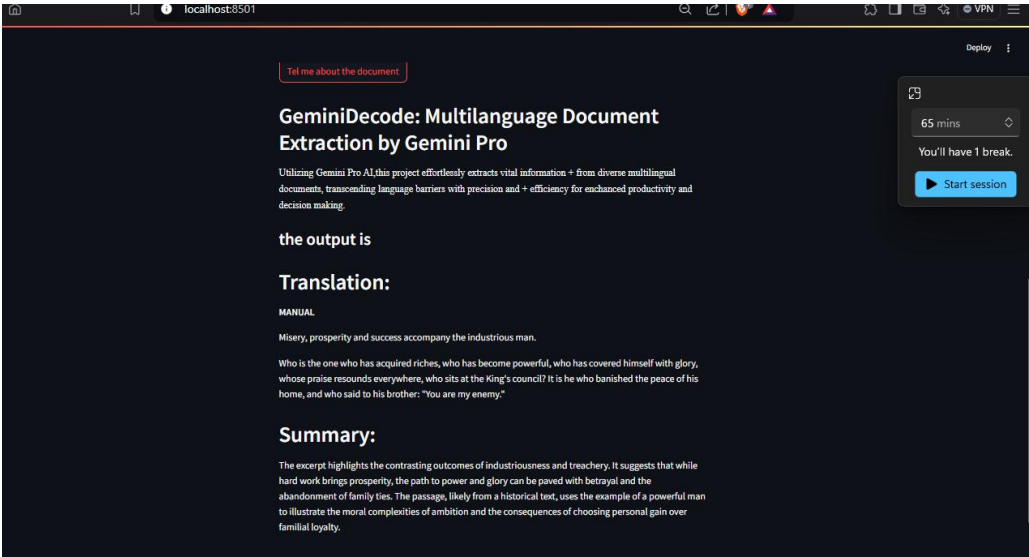 localhost:8501
VPN
Deploy
Tell me about the document
65 mins
You'll have 1 break.
Start session
GeminiDecode: Multilanguage Document
Extraction by Gemini Pro
Utilizing Gemini Pro AI,this project effortlessly extracts vital information + from diverse multilingual
documents, transcending language barriers with precision and + efficiency for enchanced productivity and
decision making.
the output is
Translation:
MANUAL
Misery, prosperity and success accompany the industrious man.
Who is the one who has acquired riches, who has become powerful, who has covered himself with glory,
whose praise resounds everywhere, who sits at the King's council? It is he who banished the peace of his
home, and who said to his brother: "You are my enemy."
Summary:
The excerpt highlights the contrasting outcomes of industriousness and treachery. It suggests that while
hard work brings prosperity, the path to power and glory can be paved with betrayal and the
abandonment of family ties. The passage, likely from a historical text, uses the example of a powerful man
to illustrate the moral complexities of ambition and the consequences of choosing personal gain over
familial loyalty.